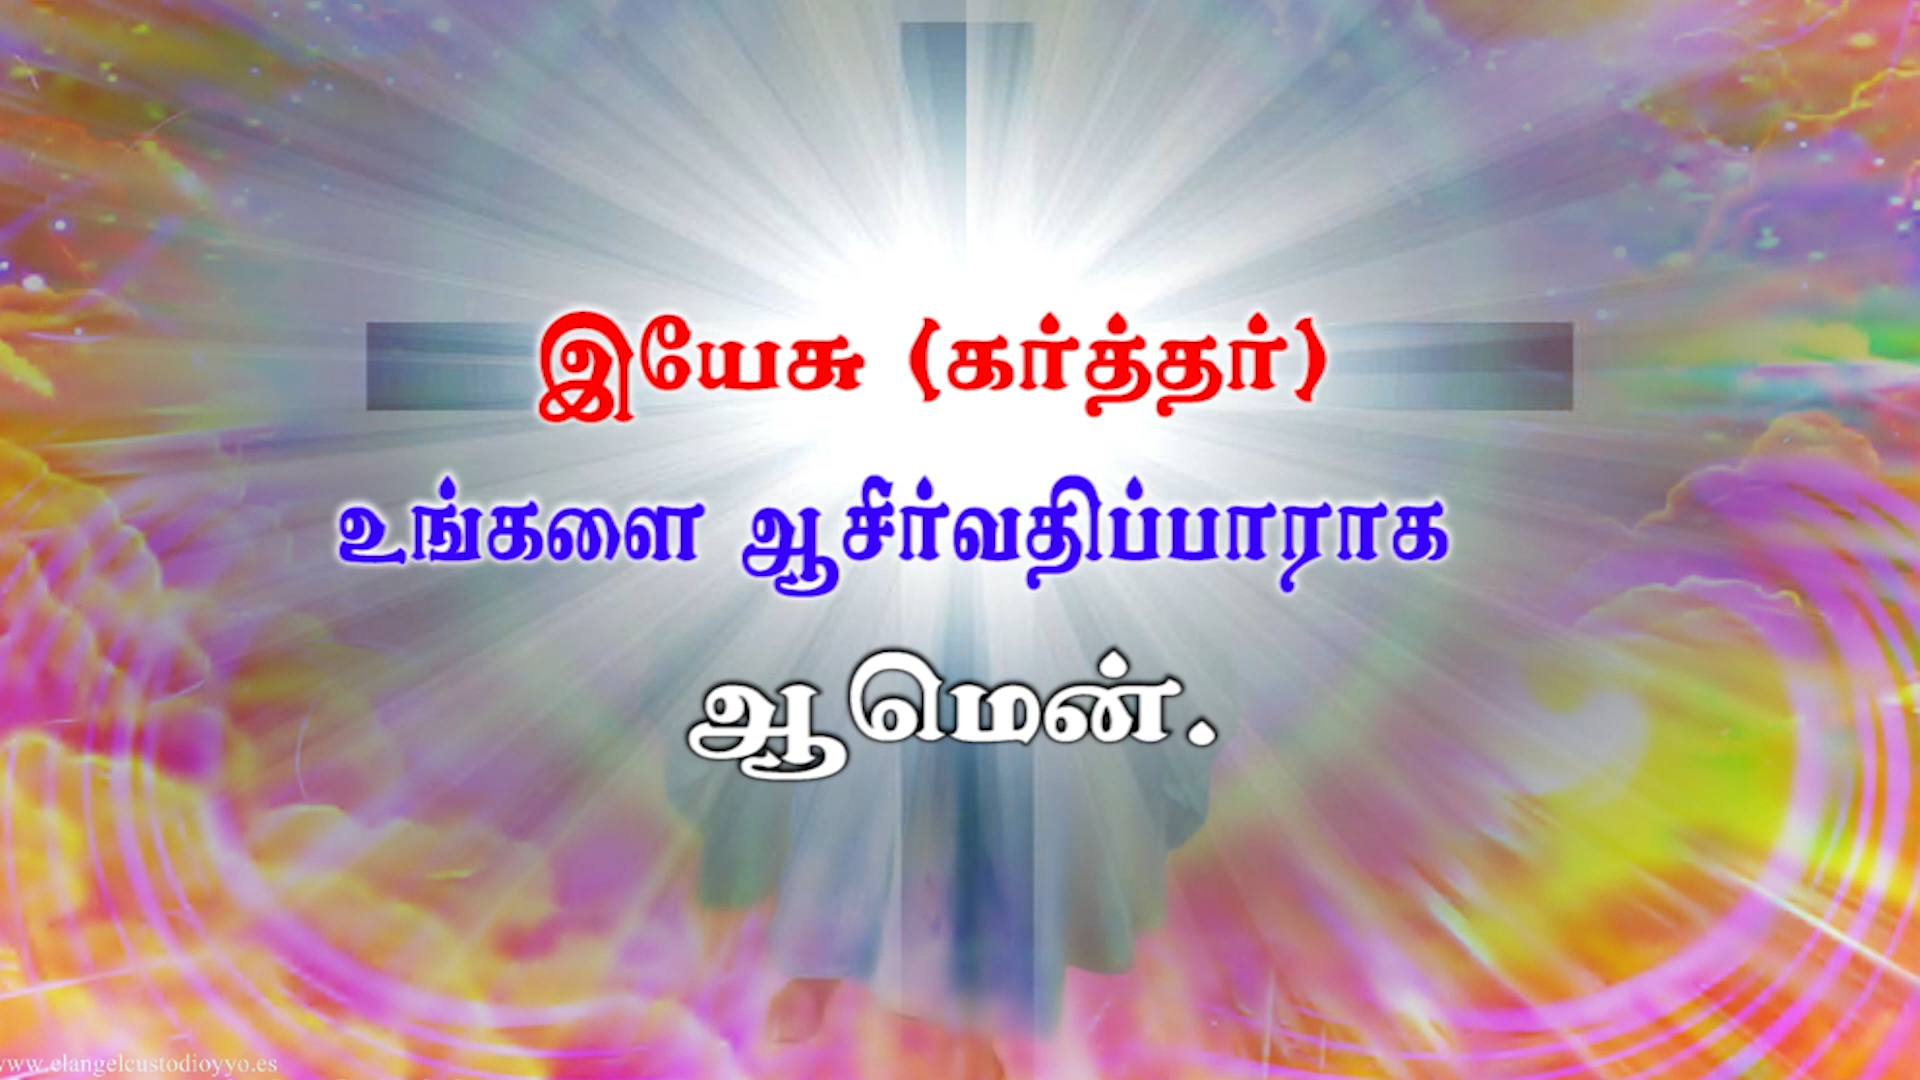 இயேசு (கர்த்தர்)
உங்களை ஆசிர்வதிப்பாராக
ஆமென்.
www.elangelcustodioyyo.es